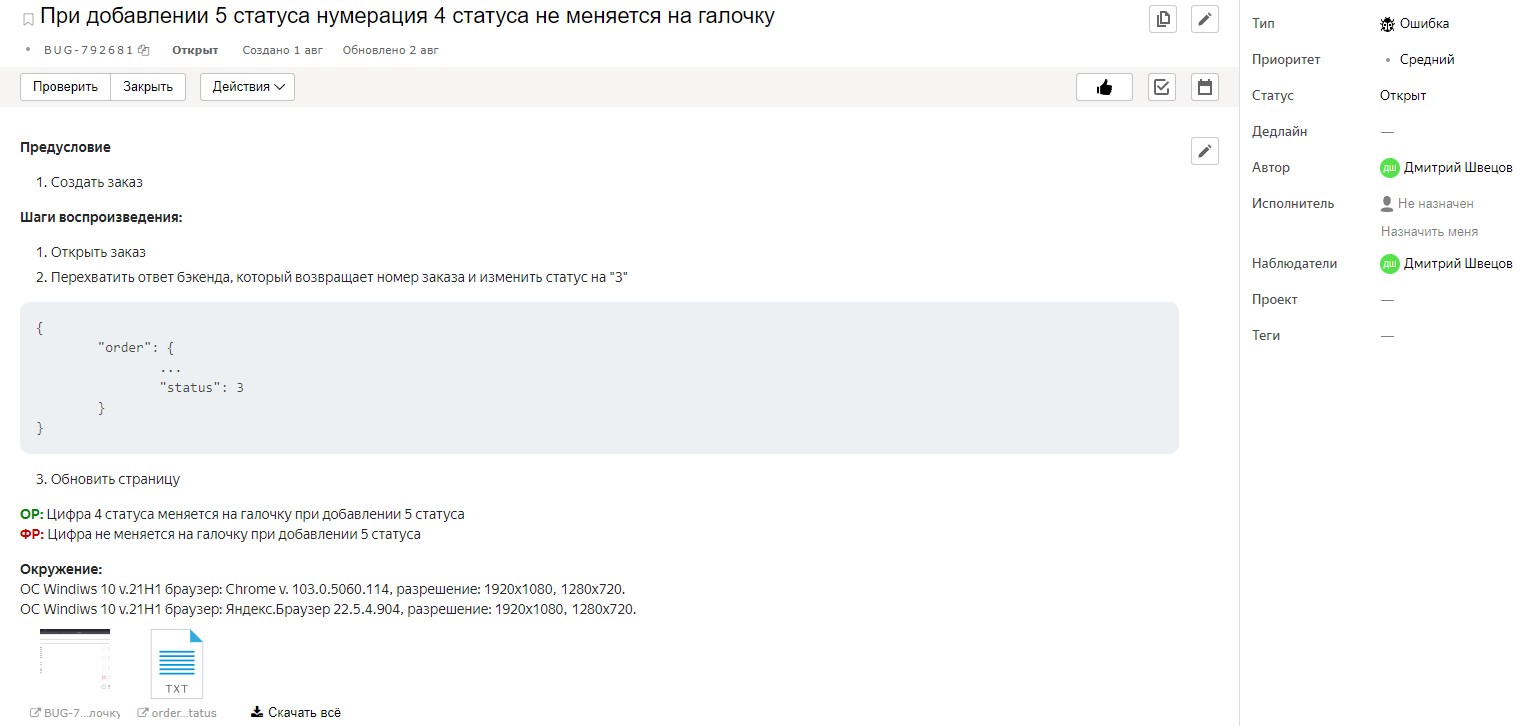 При добавлении 5 статуса нумерация 4 статуса не меняется на галочку
BUG-792681 Открыт Создано 1 авг Обновлено 2 авг
Проверить Закрыть Действия
Предусловие
1. Создать заказ
Шаги воспроизведения:
1. Открыть заказ
2. Перехватить ответ бэкенда, который возвращает номер заказа и изменить статус на "3"
{
"order": {
...
"status": 3
}
}
3. Обновить страницу
ОР: Цифра 4 статуса меняется на галочку при добавлении 5 статуса
ФР: Цифра не меняется на галочку при добавлении 5 статуса
Окружение:
ОС Windiws 10 v.21H1 браузер: Chrome v. 103.0.5060.114, разрешение: 1920x1080, 1280x720.
ОС Windiws 10 v.21H1 браузер: Яндекс.Браузер 22.5.4.904, разрешение: 1920x1080, 1280x720.
TXT
BUG-7...лочку order...tatus Скачать всё
Тип Ошибка
Приоритет Средний
Статус Открыт
Дедлайн —
Автор ДШ Дмитрий Швецов
Исполнитель Не назначен
Назначить меня
Наблюдатели ДШ Дмитрий Швецов
Проект —
Теги —